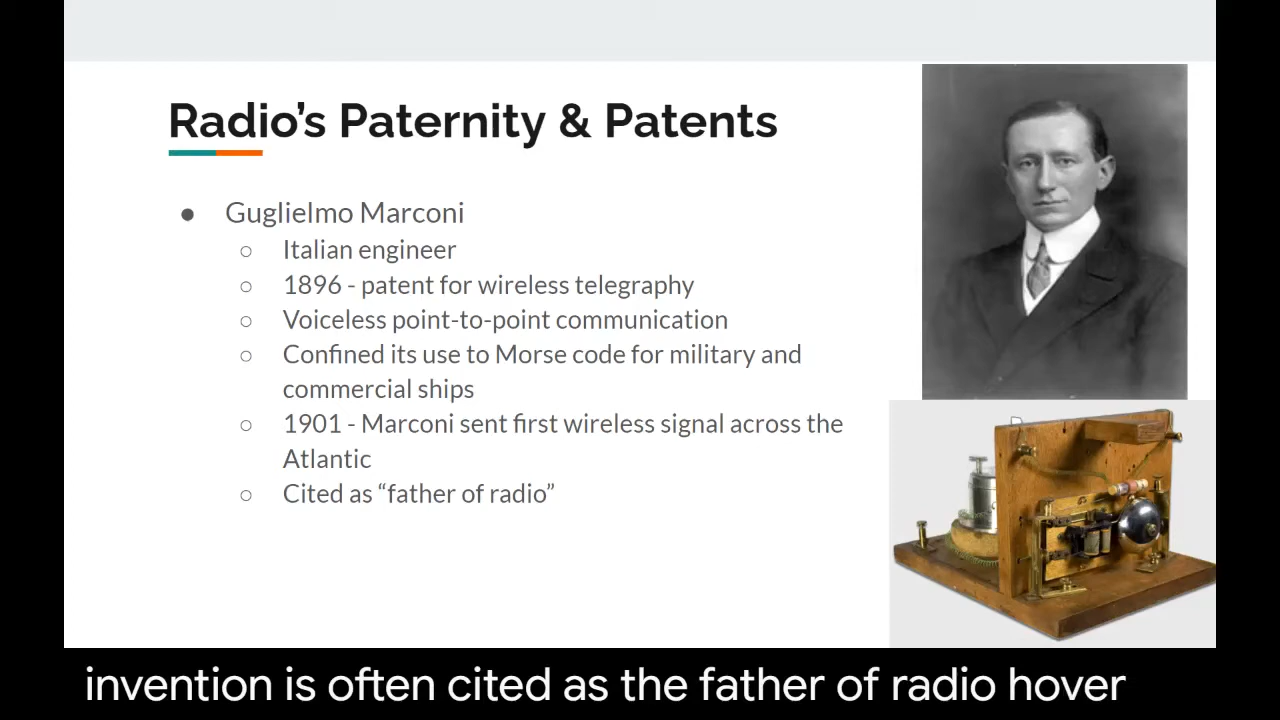 Radio's Paternity & Patents
● Guglielmo Marconi
○ Italian engineer
○ 1896 - patent for wireless telegraphy
○ Voiceless point-to-point communication
○ Confined its use to Morse code for military and
commercial ships
○ 1901 - Marconi sent first wireless signal across the
Atlantic
○ Cited as “father of radio”
invention is often cited as the father of radio hover